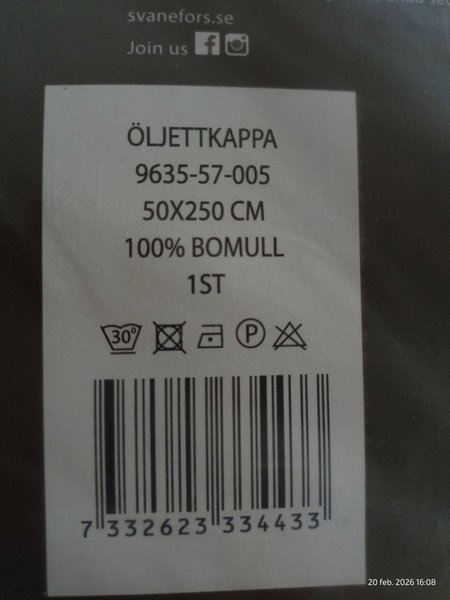 svanefors.se
Join us
ÖLJETTKAPPA
9635-57-005
50X250 CM
100% BOMULL
1ST
30°
P
7 332623 334433
20 feb. 2026 16:08